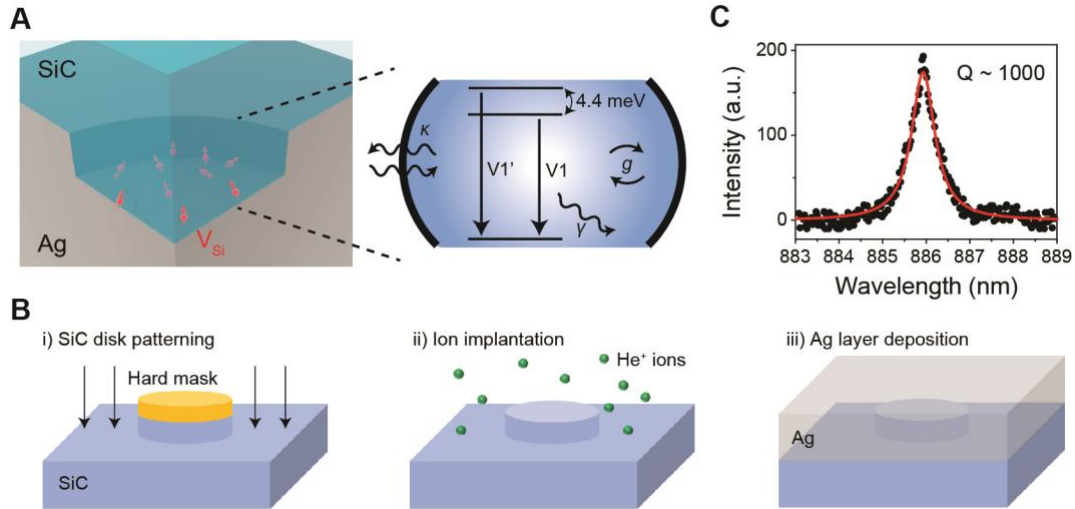 A
SiC
Ag
V_Si
κ
V1'
V1
4.4 meV
g
γ
C
Q ~ 1000
Intensity (a.u.)
200
100
0
883 884 885 886 887 888 889
Wavelength (nm)
B
i) SiC disk patterning
Hard mask
SiC
ii) Ion implantation
He⁺ ions
iii) Ag layer deposition
Ag